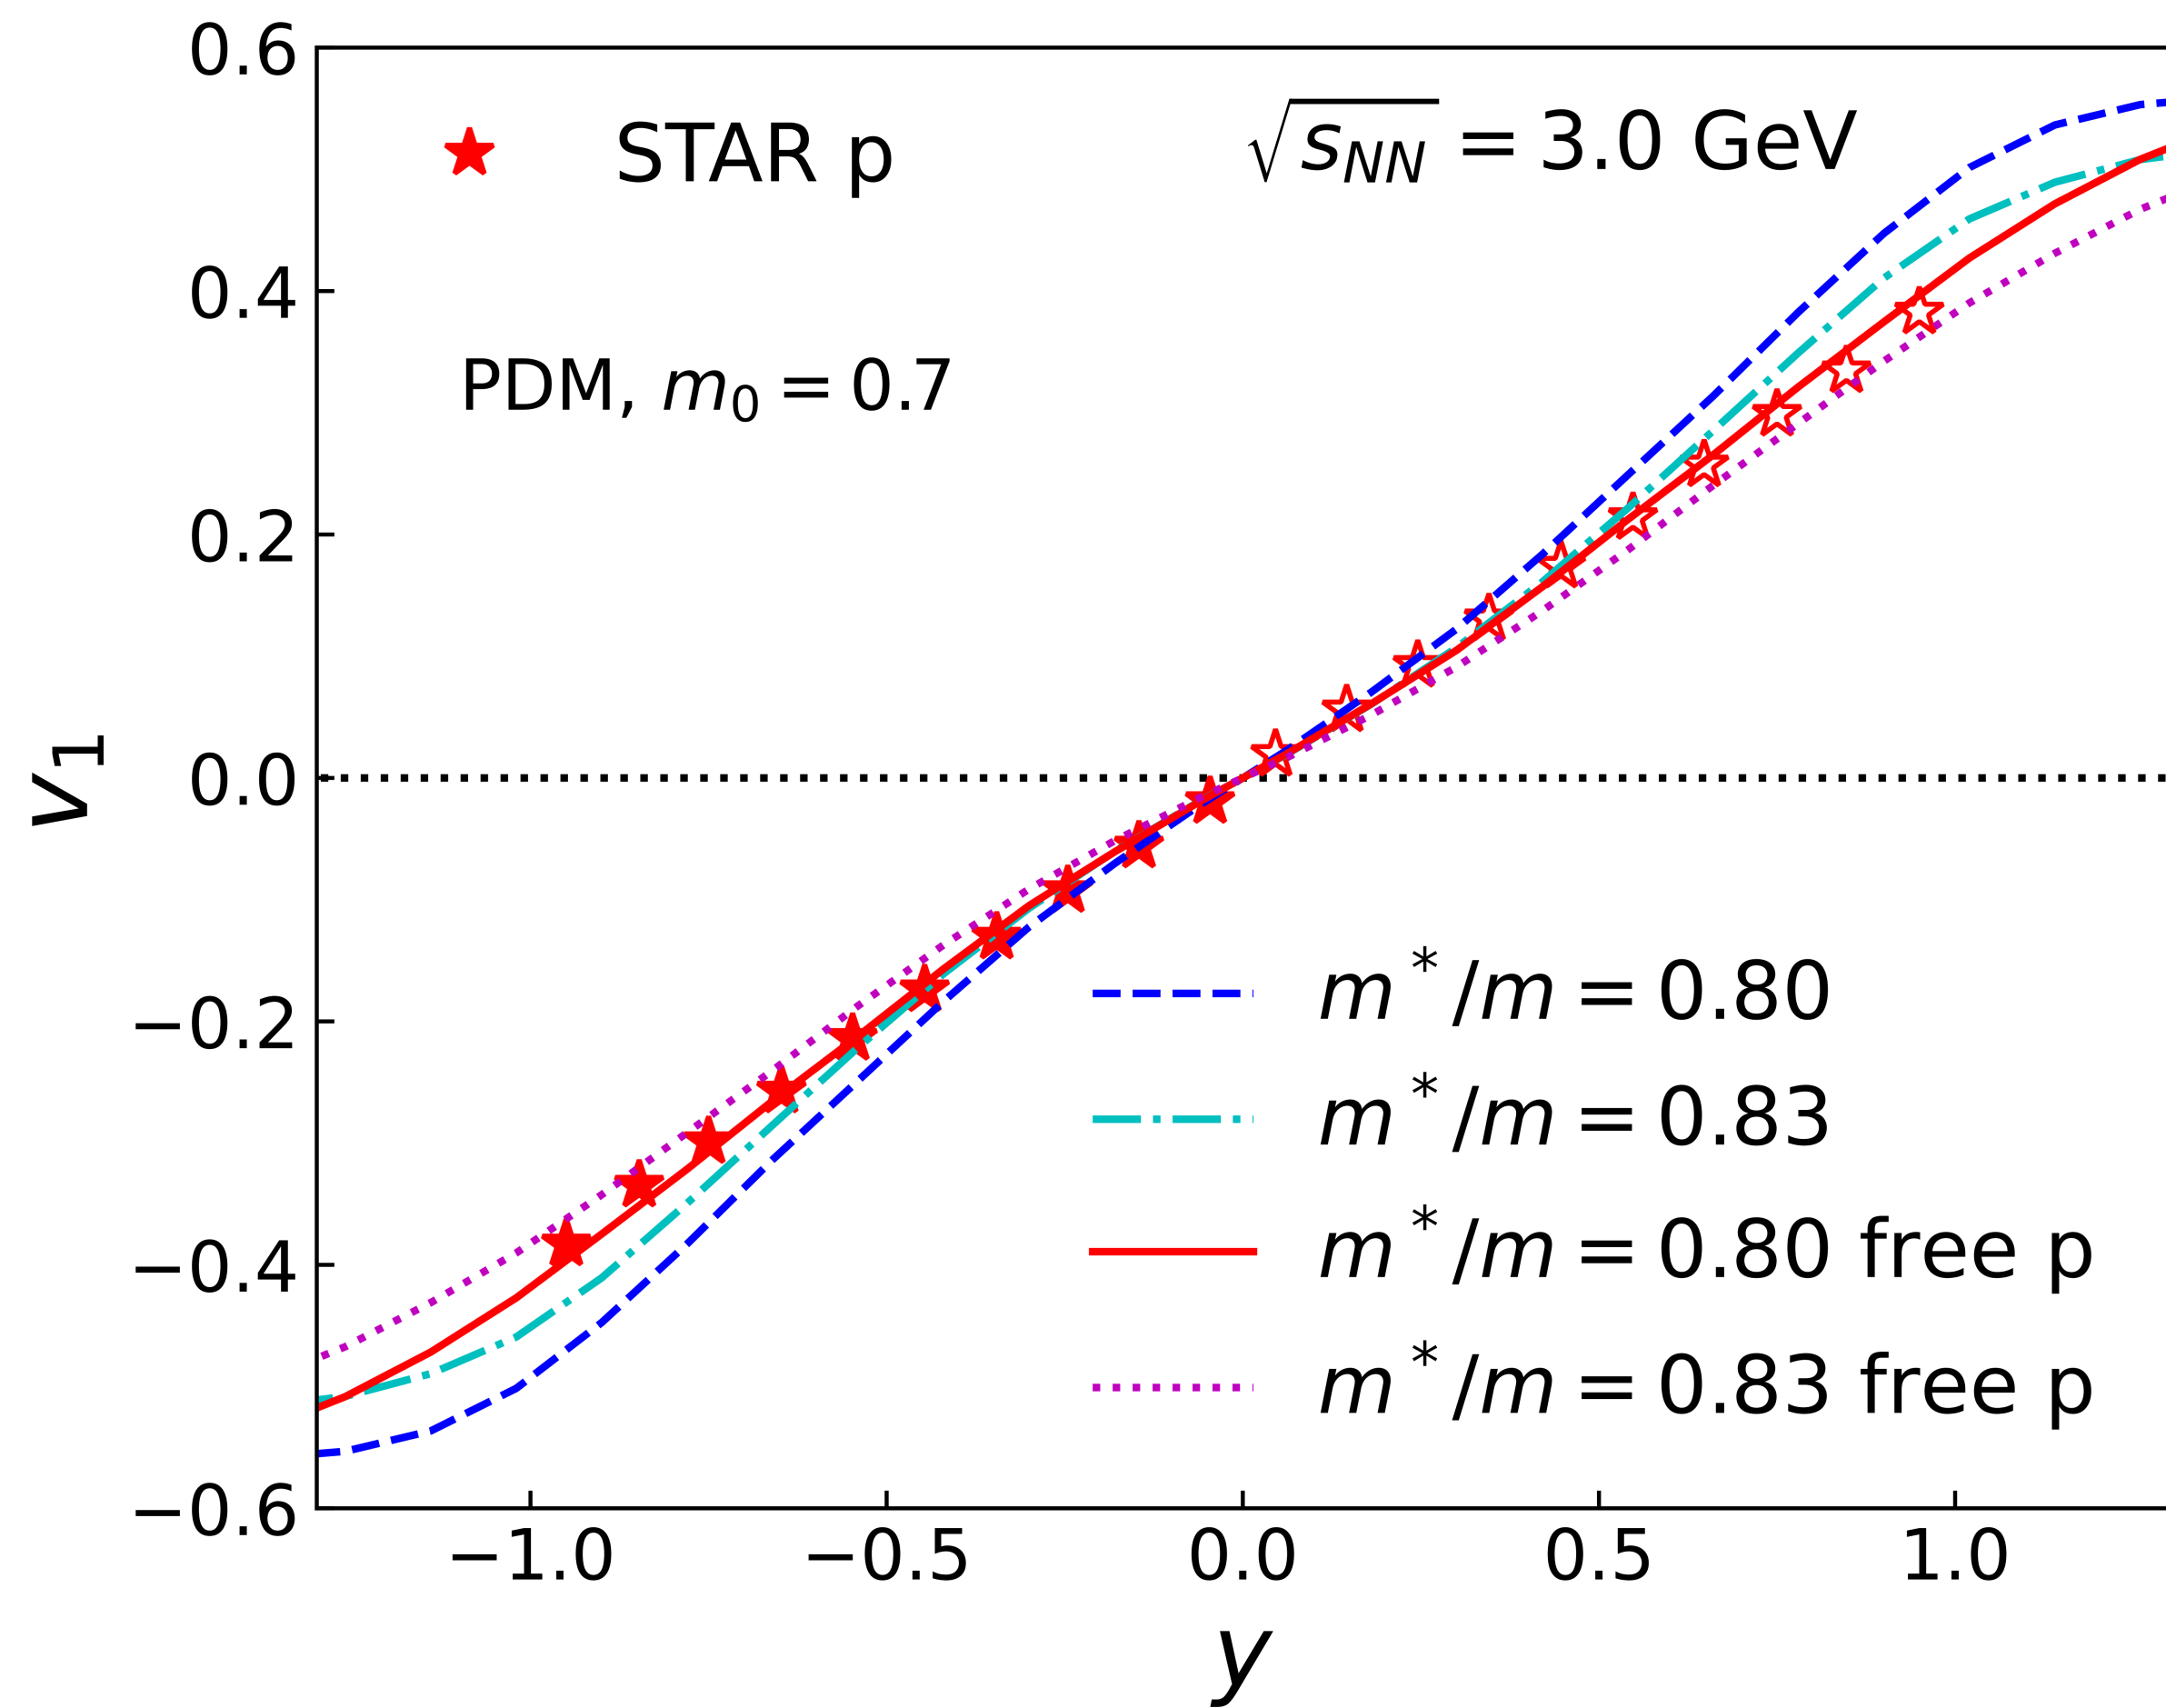 0.6
0.4
0.2
0.0
−0.2
−0.4
−0.6
v₁
STAR p
√sNN = 3.0 GeV
PDM, m₀ = 0.7
m*/m = 0.80
m*/m = 0.83
m*/m = 0.80 free p
m*/m = 0.83 free p
−1.0 −0.5 0.0 0.5 1.0
y